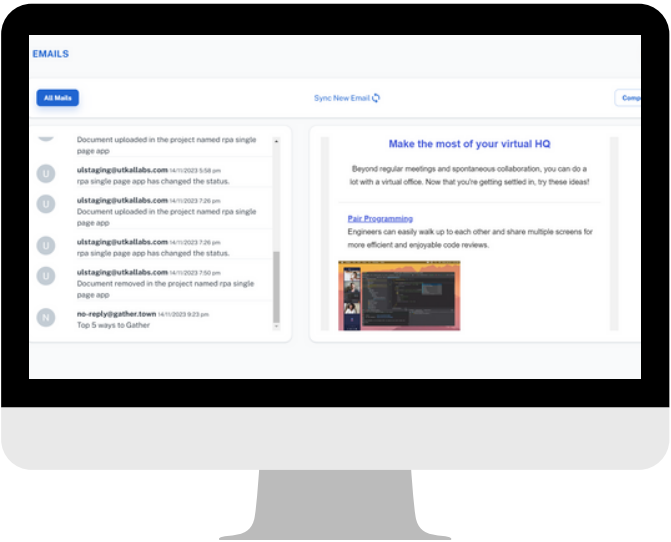 EMAILS
All Mails
Sync New Email
Comp
Document uploaded in the project named rpa single
page app
U
ulstaging@utkallabs.com 14/11/2023 5:58 pm
rpa single page app has changed the status.
U
ulstaging@utkallabs.com 14/11/2023 7:26 pm
Document uploaded in the project named rpa single
page app
U
ulstaging@utkallabs.com 14/11/2023 7:26 pm
rpa single page app has changed the status.
U
ulstaging@utkallabs.com 14/11/2023 7:50 pm
Document removed in the project named rpa single
page app
N
no-reply@gather.town 14/11/2023 9:23 pm
Top 5 ways to Gather
Make the most of your virtual HQ
Beyond regular meetings and spontaneous collaboration, you can do a
lot with a virtual office. Now that you're getting settled in, try these ideas!
Pair Programming
Engineers can easily walk up to each other and share multiple screens for
more efficient and enjoyable code reviews.